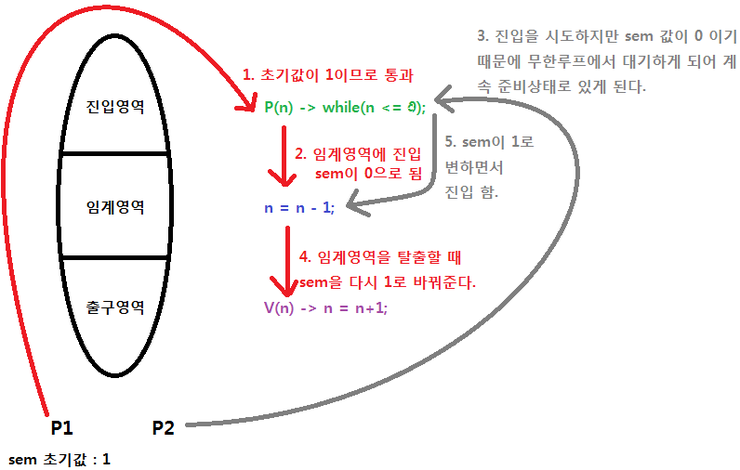 3. 진입을 시도하지만 sem 값이 0 이기
때문에 무한루프에서 대기하게 되어 계
속 준비상태로 있게 된다.
1. 초기값이 1이므로 통과
진입영역
P(n) -> while(n <= 0);
2. 임계영역에 진입
sem이 0으로 됨
5. sem이 1로
변하면서
진입 함.
임계영역
n = n - 1;
4. 임계영역을 탈출할 때
sem을 다시 1로 바꿔준다.
출구영역
V(n) -> n = n+1;
P1
P2
sem 초기값 : 1